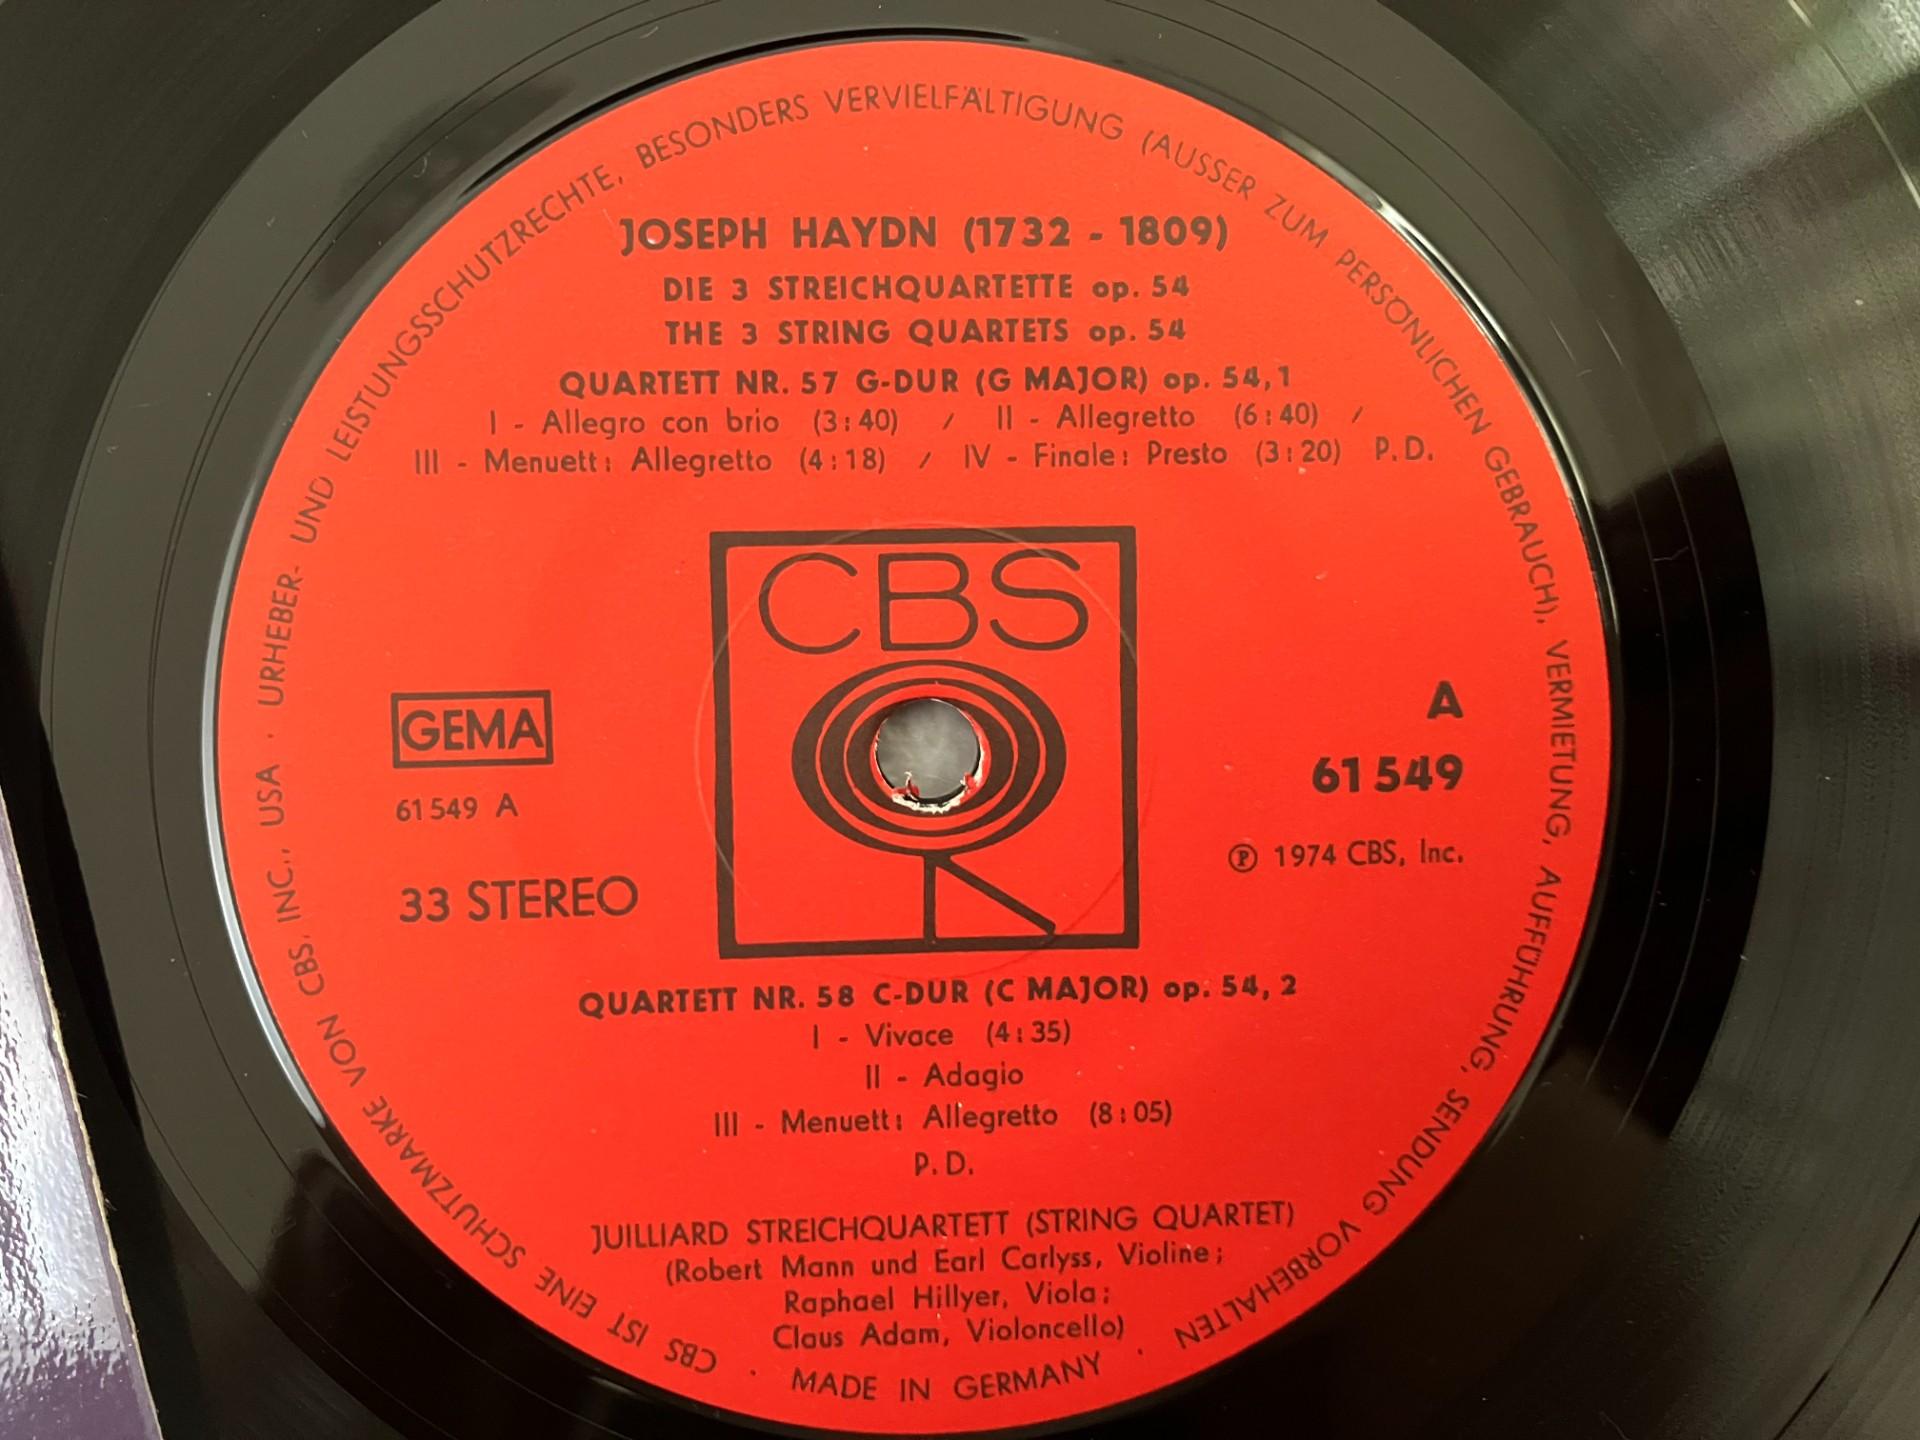 JOSEPH HAYDN (1732 - 1809)
DIE 3 STREICHQUARTETTE op. 54
THE 3 STRING QUARTETS op. 54
QUARTETT NR. 57 G-DUR (G MAJOR) op. 54,1
I - Allegro con brio (3:40) / II - Allegretto (6:40) /
III - Menuett: Allegretto (4:18) / IV - Finale: Presto (3:20) P.D.
CBS
GEMA
61 549 A
33 STEREO
A
61 549
℗ 1974 CBS, Inc.
QUARTETT NR. 58 C-DUR (C MAJOR) op. 54, 2
I - Vivace (4:35)
II - Adagio
III - Menuett: Allegretto (8:05)
P. D.
JUILLIARD STREICHQUARTETT (STRING QUARTET)
(Robert Mann und Earl Carlyss, Violine;
Raphael Hillyer, Viola;
Claus Adam, Violoncello)
CBS IST EINE SCHUTZMARKE VON CBS, INC., USA · URHEBER- UND LEISTUNGSSCHUTZRECHTE, BESONDERS VERVIELFÄLTIGUNG (AUSSER ZUM PERSÖNLICHEN GEBRAUCH), VERMIETUNG, AUFFÜHRUNG, SENDUNG VORBEHALTEN ·
MADE IN GERMANY ·